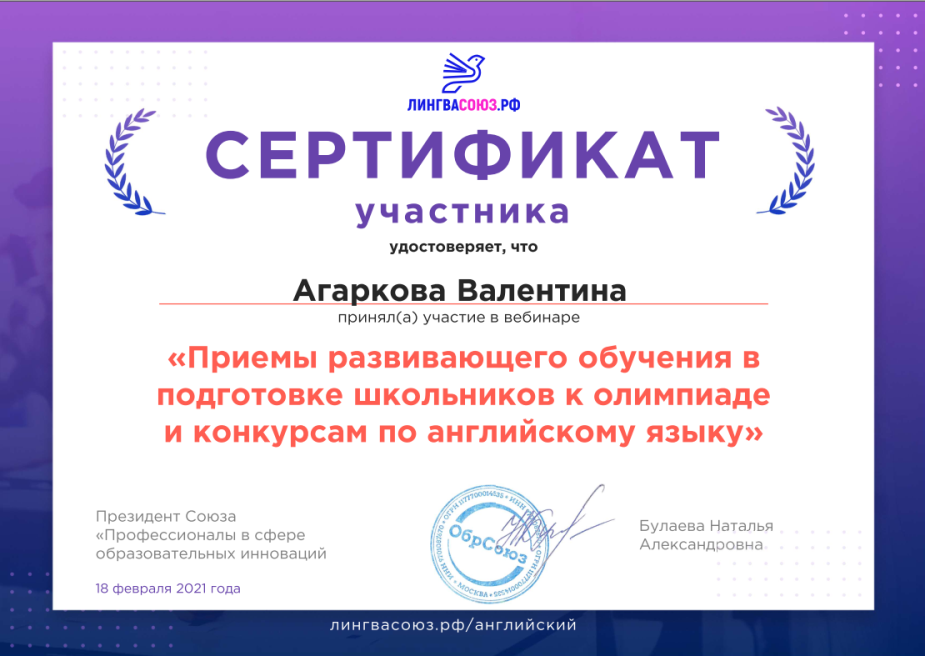 ЛИНГВАСОЮЗ.РФ
СЕРТИФИКАТ
участника
удостоверяет, что
Агаркова Валентина
принял(а) участие в вебинаре
«Приемы развивающего обучения в
подготовке школьников к олимпиаде
и конкурсам по английскому языку»
Президент Союза
«Профессионалы в сфере
образовательных инноваций
18 февраля 2021 года
ОбрСоюз
МОСКВА
Булаева Наталья
Александровна
лингвасоюз.рф/английский